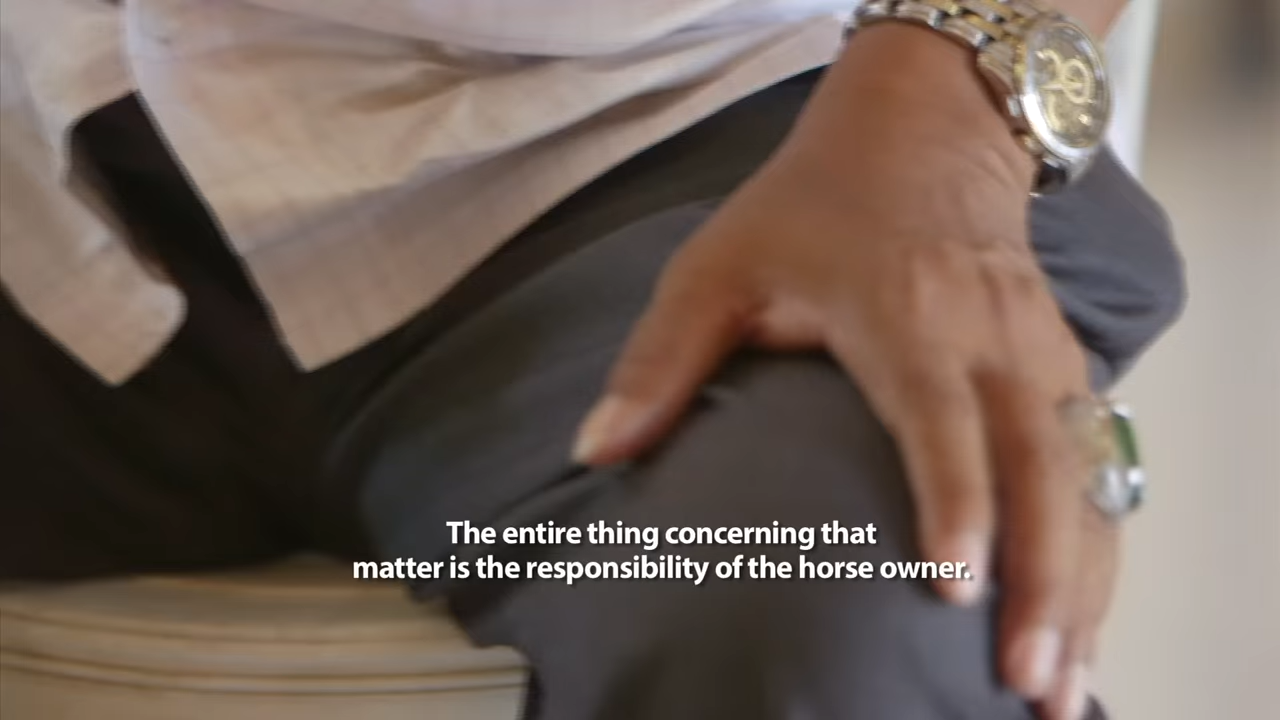 The entire thing concerning that
matter is the responsibility of the horse owner.